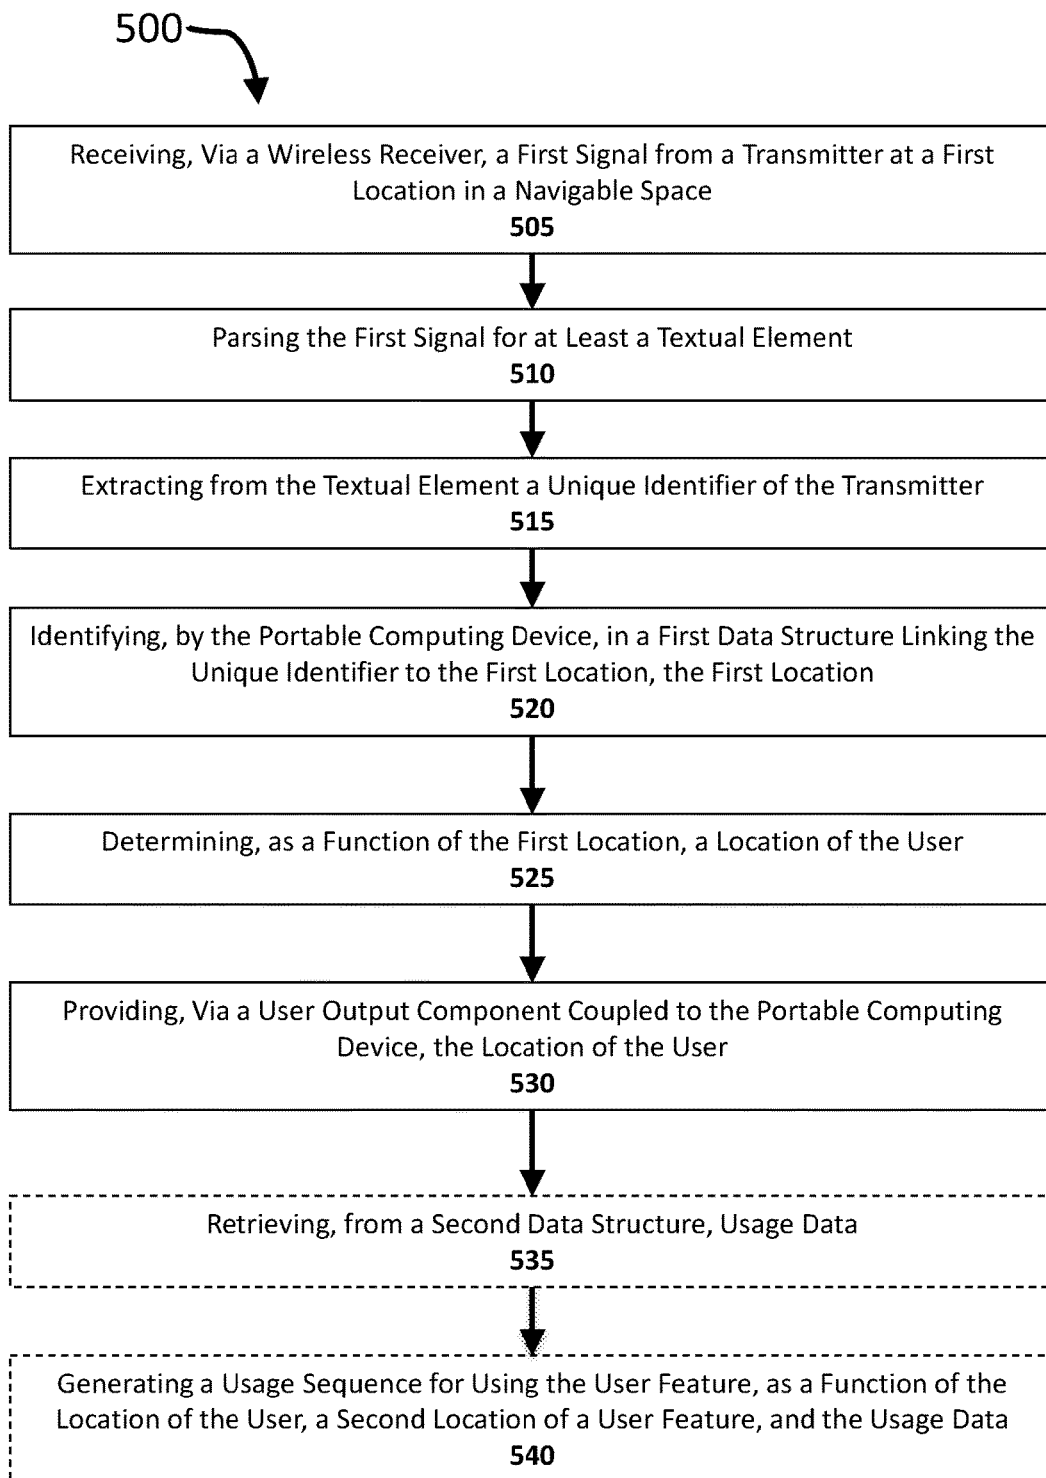 500
Receiving, Via a Wireless Receiver, a First Signal from a Transmitter at a First
Location in a Navigable Space
505
Parsing the First Signal for at Least a Textual Element
510
Extracting from the Textual Element a Unique Identifier of the Transmitter
515
Identifying, by the Portable Computing Device, in a First Data Structure Linking the
Unique Identifier to the First Location, the First Location
520
Determining, as a Function of the First Location, a Location of the User
525
Providing, Via a User Output Component Coupled to the Portable Computing
Device, the Location of the User
530
Retrieving, from a Second Data Structure, Usage Data
535
Generating a Usage Sequence for Using the User Feature, as a Function of the
Location of the User, a Second Location of a User Feature, and the Usage Data
540